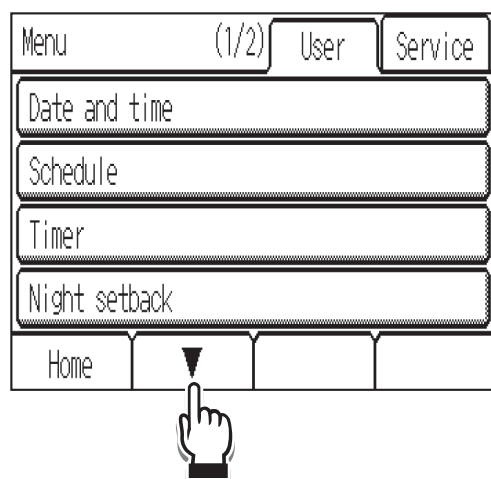 Menu (1/2) User Service
Date and time
Schedule
Timer
Night setback
Home ▼